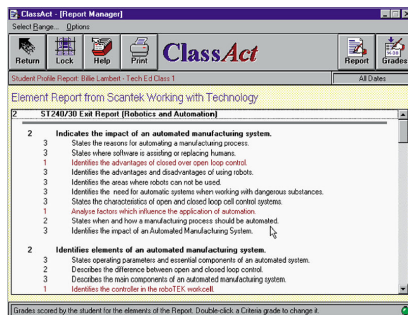 ClassAct - [Report Manager]
Select Range... Options
Return Lock Help Print ClassAct Report Grades
Student Profile Report: Billie Lambert - Tech Ed Class 1 All Dates
Element Report from Scantek Working with Technology
2 ST240/30 Exit Report (Robotics and Automation)
2 Indicates the impact of an automated manufacturing system.
3 States the reasons for automating a manufacturing process.
3 States where software is assisting or replacing humans.
1 Identifies the advantages of closed over open loop control.
3 Identifies the advantages and disadvantages of using robots.
3 Identifies the areas where robots can not be used.
3 Identifies the need for automatic systems when working with dangerous substances.
3 States the characteristics of open and closed loop cell control systems.
1 Analyse factors which influence the application of automation.
2 States when and how a manufacturing process should be automated.
3 Identifies the impact of an Automated Manufacturing System.
2 Identifies elements of an automated manufacturing system.
3 States operating parameters and essential components of an automated system.
2 Describes the difference between open and closed loop control.
3 Describes the main components of an automated manufacturing system.
1 Identifies the controller in the roboTEK workcell.
Grades scored by the student for the elements of the Report. Double-click a Criteria grade to change it.